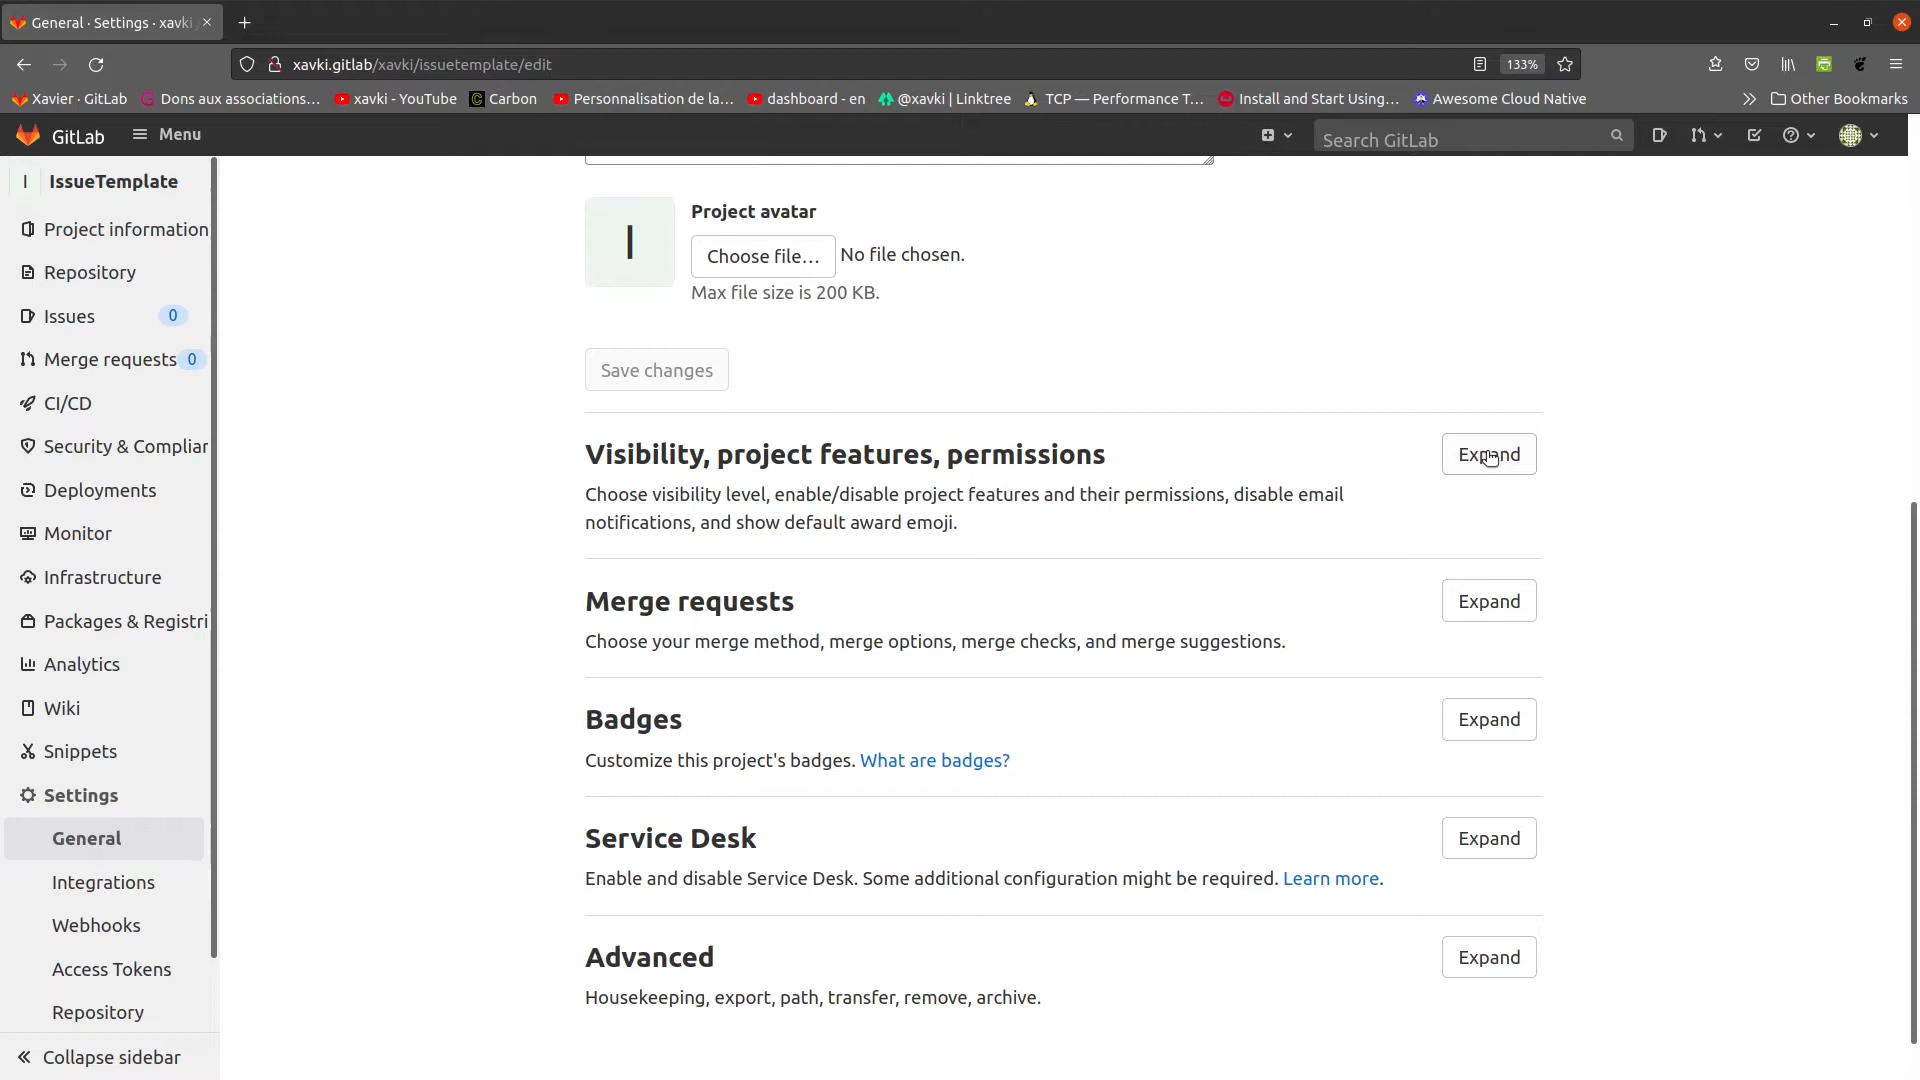 General · Settings · xavki
xavki.gitlab/xavki/issuetemplate/edit
133%
Xavier · GitLab
Dons aux associations…
xavki - YouTube
Carbon
Personnalisation de la…
dashboard - en
@xavki | Linktree
TCP — Performance T…
Install and Start Using…
Awesome Cloud Native
Other Bookmarks
GitLab
Menu
Search GitLab
I IssueTemplate
Project information
Repository
Issues 0
Merge requests 0
CI/CD
Security & Complian
Deployments
Monitor
Infrastructure
Packages & Registri
Analytics
Wiki
Snippets
Settings
General
Integrations
Webhooks
Access Tokens
Repository
Collapse sidebar
I
Project avatar
Choose file… No file chosen.
Max file size is 200 KB.
Save changes
Visibility, project features, permissions
Expand
Choose visibility level, enable/disable project features and their permissions, disable email
notifications, and show default award emoji.
Merge requests
Expand
Choose your merge method, merge options, merge checks, and merge suggestions.
Badges
Expand
Customize this project's badges. What are badges?
Service Desk
Expand
Enable and disable Service Desk. Some additional configuration might be required. Learn more.
Advanced
Expand
Housekeeping, export, path, transfer, remove, archive.